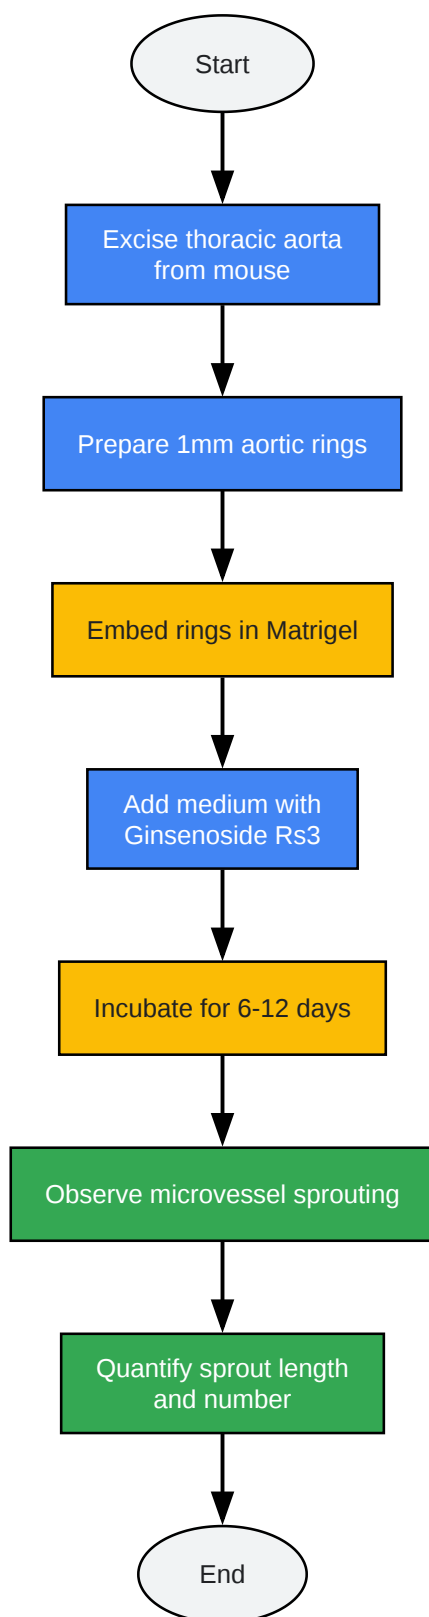 Start
Excise thoracic aorta
from mouse
Prepare 1mm aortic rings
Embed rings in Matrigel
Add medium with
Ginsenoside Rs3
Incubate for 6-12 days
Observe microvessel sprouting
Quantify sprout length
and number
End